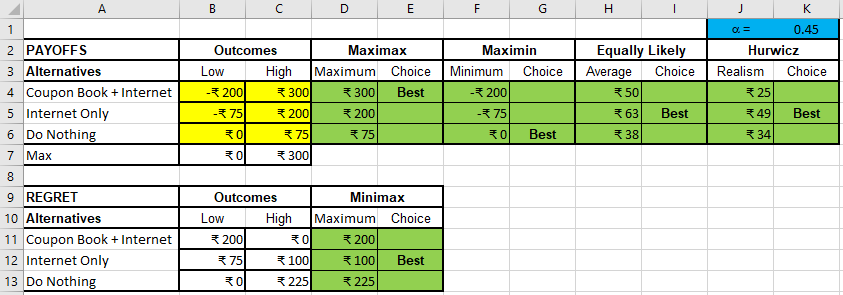 A B C D E F G H I J K
1 α = 0.45
2 PAYOFFS Outcomes Maximax Maximin Equally Likely Hurwicz
3 Alternatives Low High Maximum Choice Minimum Choice Average Choice Realism Choice
4 Coupon Book + Internet -₹ 200 ₹ 300 ₹ 300 Best -₹ 200 ₹ 50 ₹ 25
5 Internet Only -₹ 75 ₹ 200 ₹ 200 -₹ 75 ₹ 63 Best ₹ 49 Best
6 Do Nothing ₹ 0 ₹ 75 ₹ 75 ₹ 0 Best ₹ 38 ₹ 34
7 Max ₹ 0 ₹ 300
8
9 REGRET Outcomes Minimax
10 Alternatives Low High Maximum Choice
11 Coupon Book + Internet ₹ 200 ₹ 0 ₹ 200
12 Internet Only ₹ 75 ₹ 100 ₹ 100 Best
13 Do Nothing ₹ 0 ₹ 225 ₹ 225